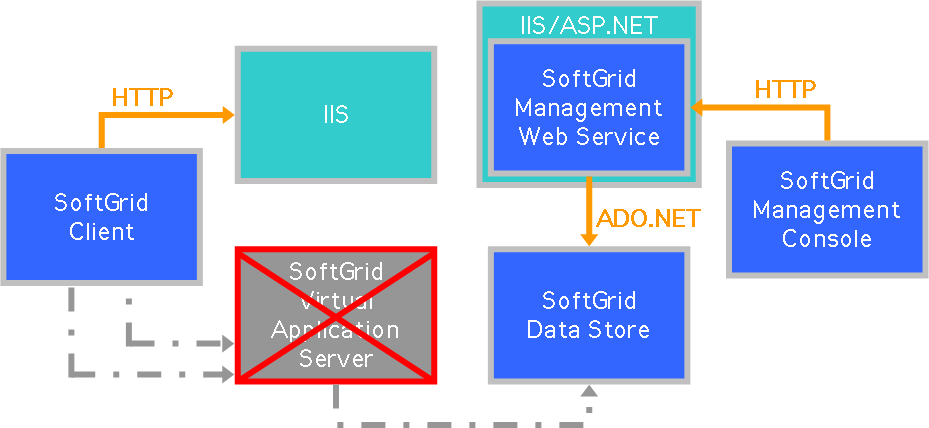 IIS/ASP.NET
SoftGrid
Management
Web Service
HTTP
IIS
HTTP
SoftGrid
Client
SoftGrid
Management
Console
ADO.NET
SoftGrid
Virtual
Application
Server
SoftGrid
Data Store